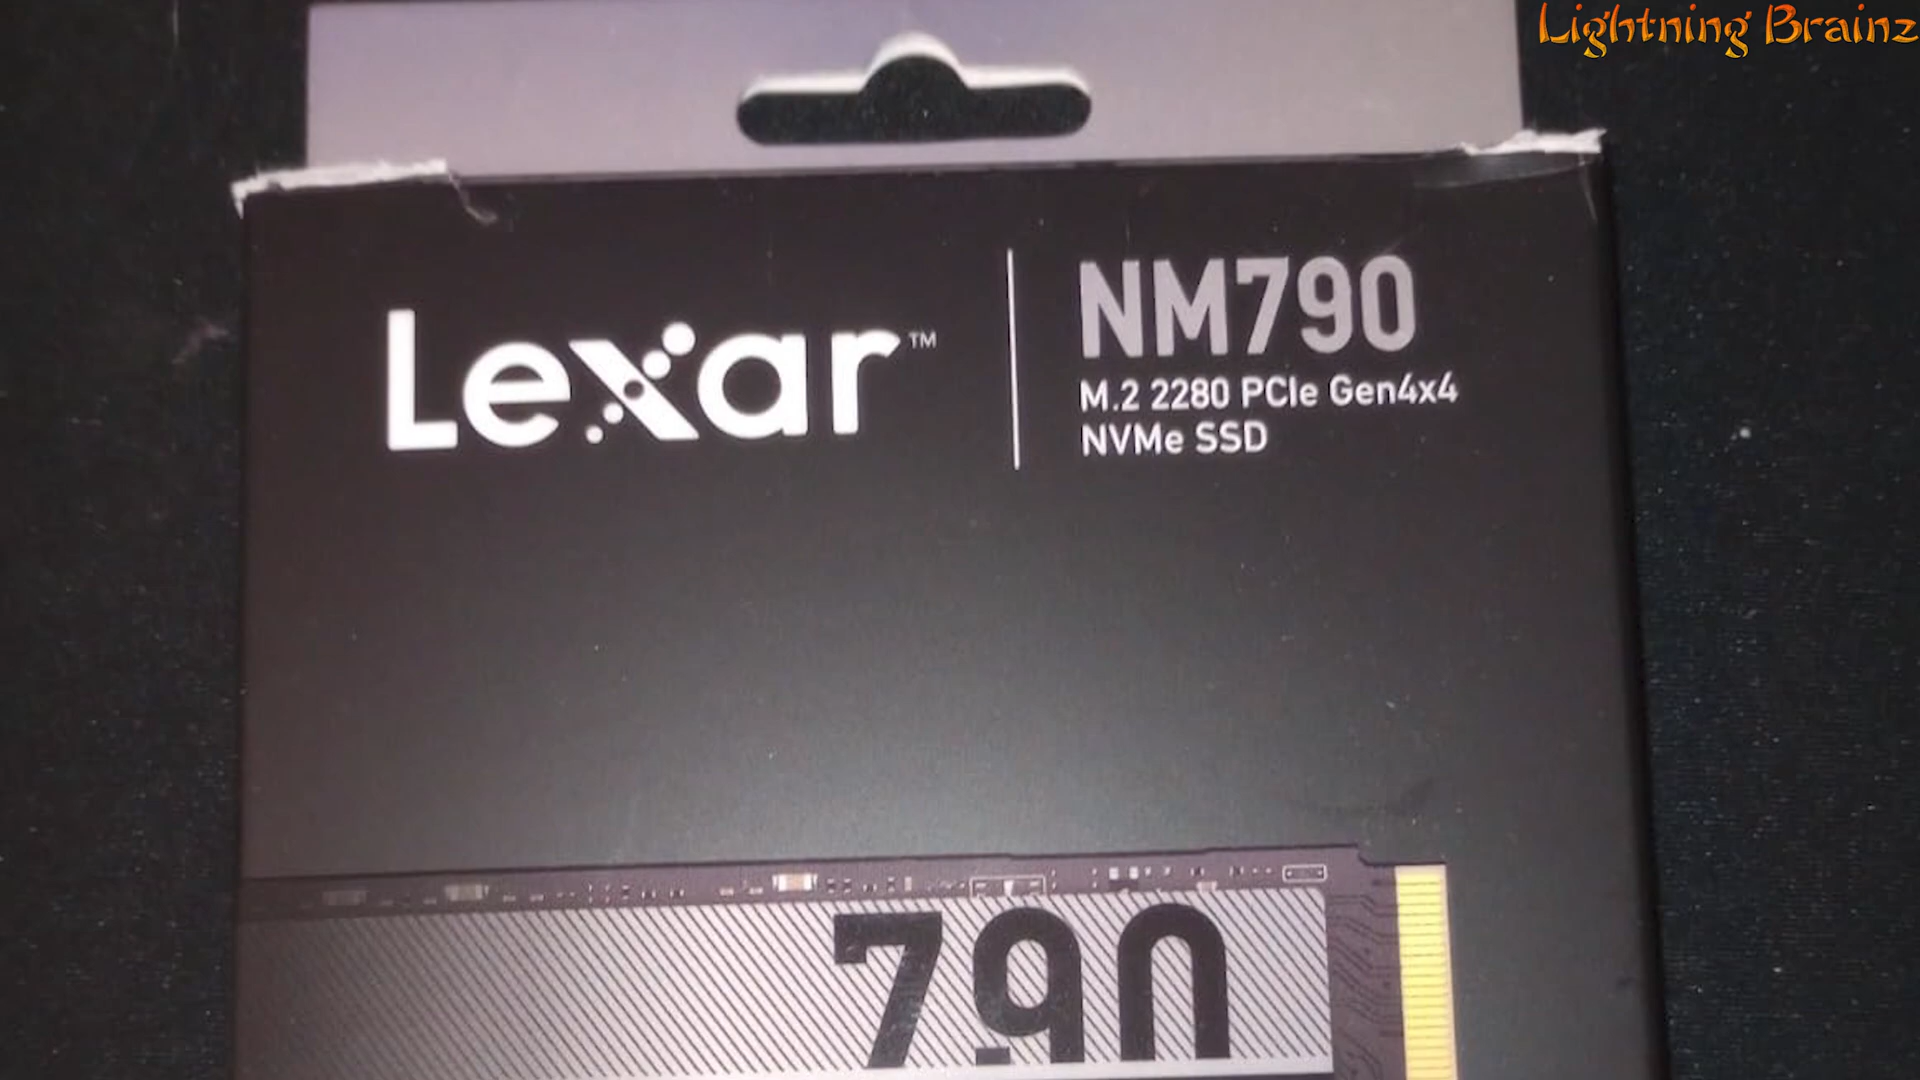 Lightning Brainz
Lexar™
NM790
M.2 2280 PCIe Gen4x4
NVMe SSD
790